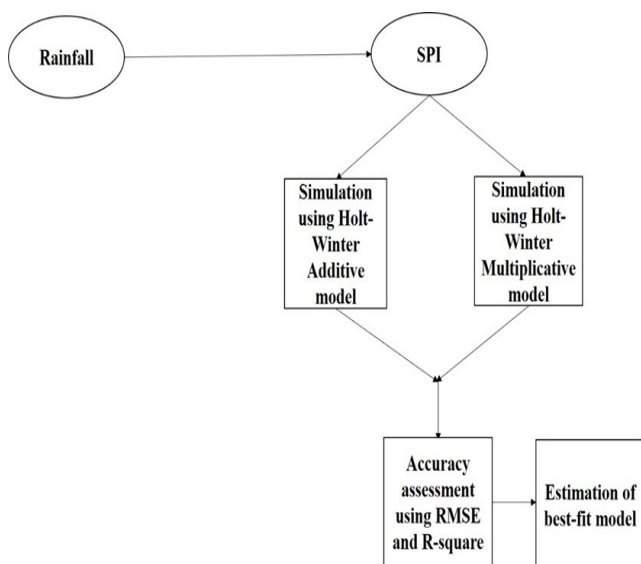 Rainfall
SPI
Simulation
using Holt-
Winter
Additive
model
Simulation
using Holt-
Winter
Multiplicative
model
Accuracy
assessment
using RMSE
and R-square
Estimation of
best-fit model